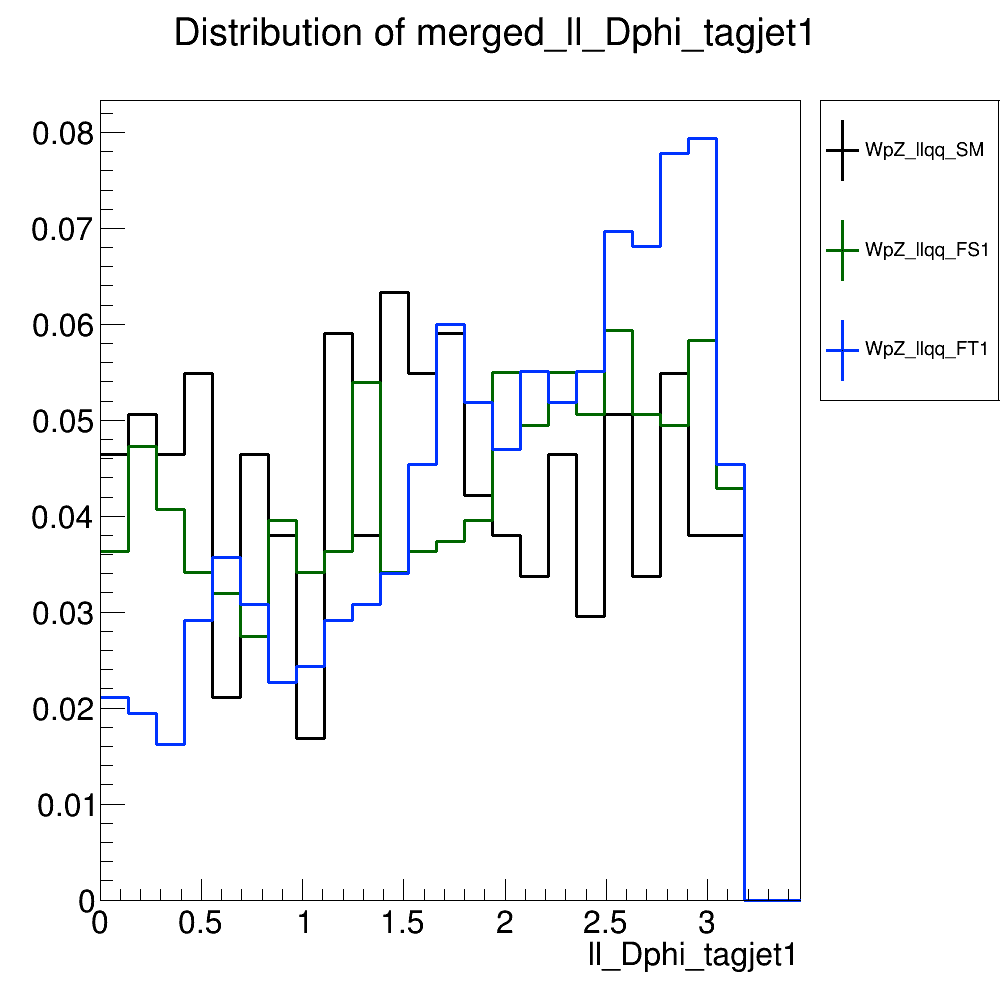 Distribution of merged_ll_Dphi_tagjet1
0.08
0.07
0.06
0.05
0.04
0.03
0.02
0.01
0
0 0.5 1 1.5 2 2.5 3
ll_Dphi_tagjet1
WpZ_llqq_SM
WpZ_llqq_FS1
WpZ_llqq_FT1